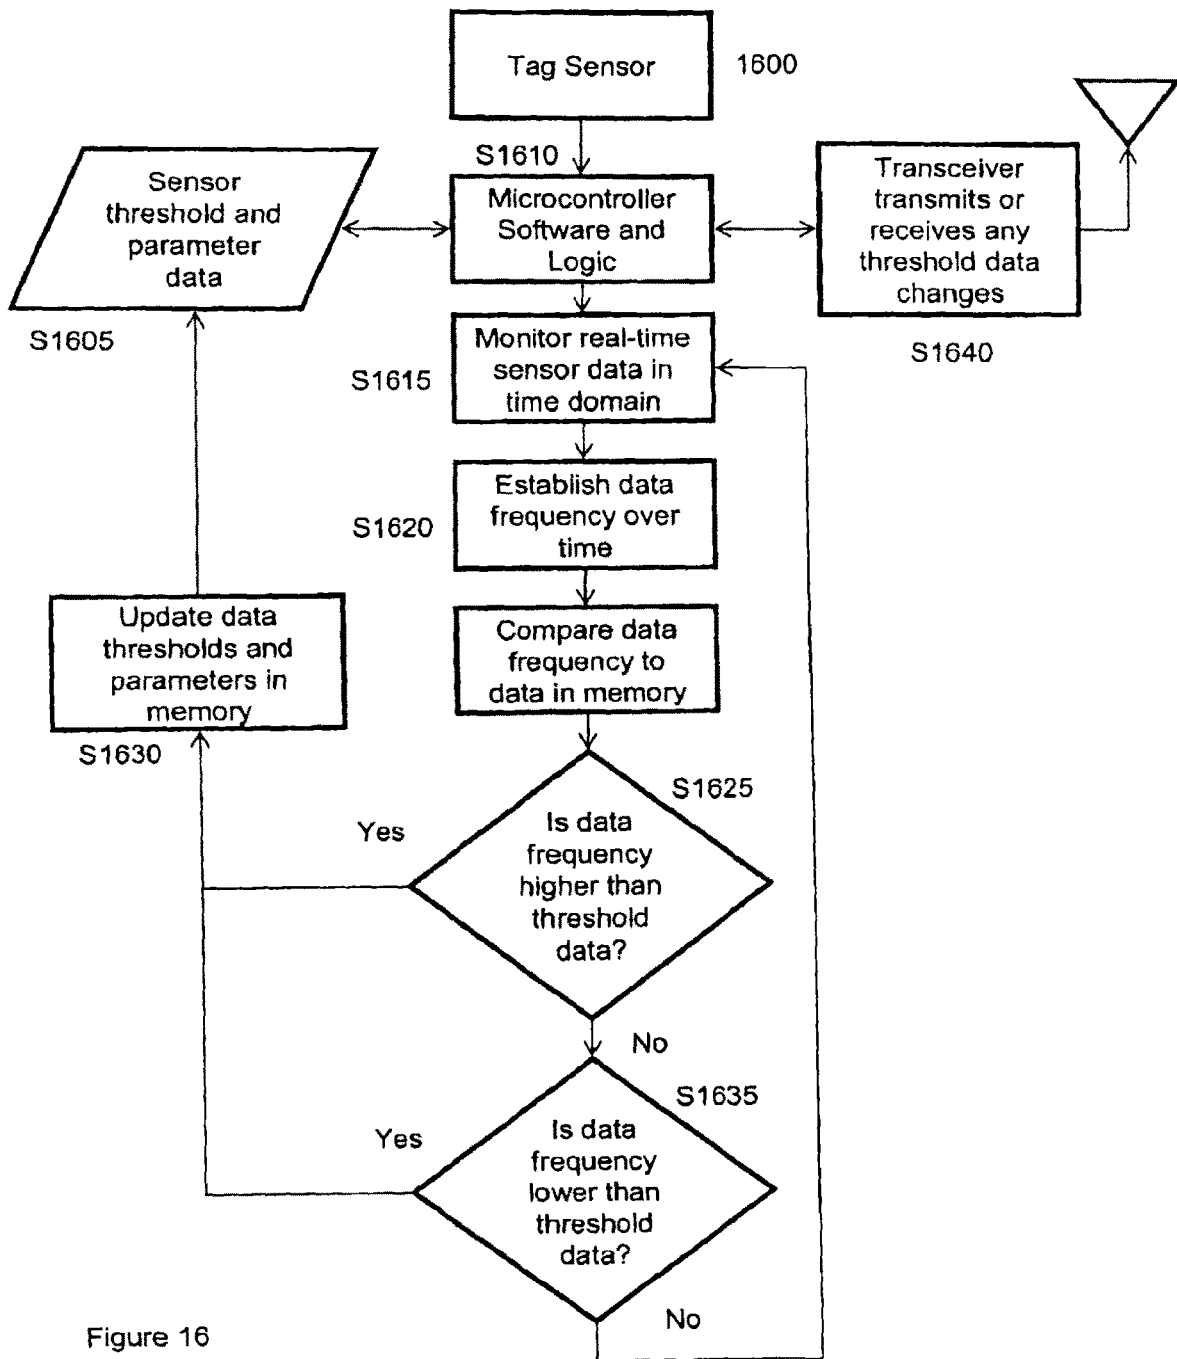 Tag Sensor
1600
S1610
Sensor
threshold and
parameter
data
S1605
Microcontroller
Software and
Logic
Transceiver
transmits or
receives any
threshold data
changes
S1640
Monitor real-time
sensor data in
time domain
S1615
Establish data
frequency over
time
S1620
Update data
thresholds and
parameters in
memory
S1630
Compare data
frequency to
data in memory
S1625
Yes
Is data
frequency
higher than
threshold
data?
No
S1635
Yes
Is data
frequency
lower than
threshold
data?
No
Figure 16